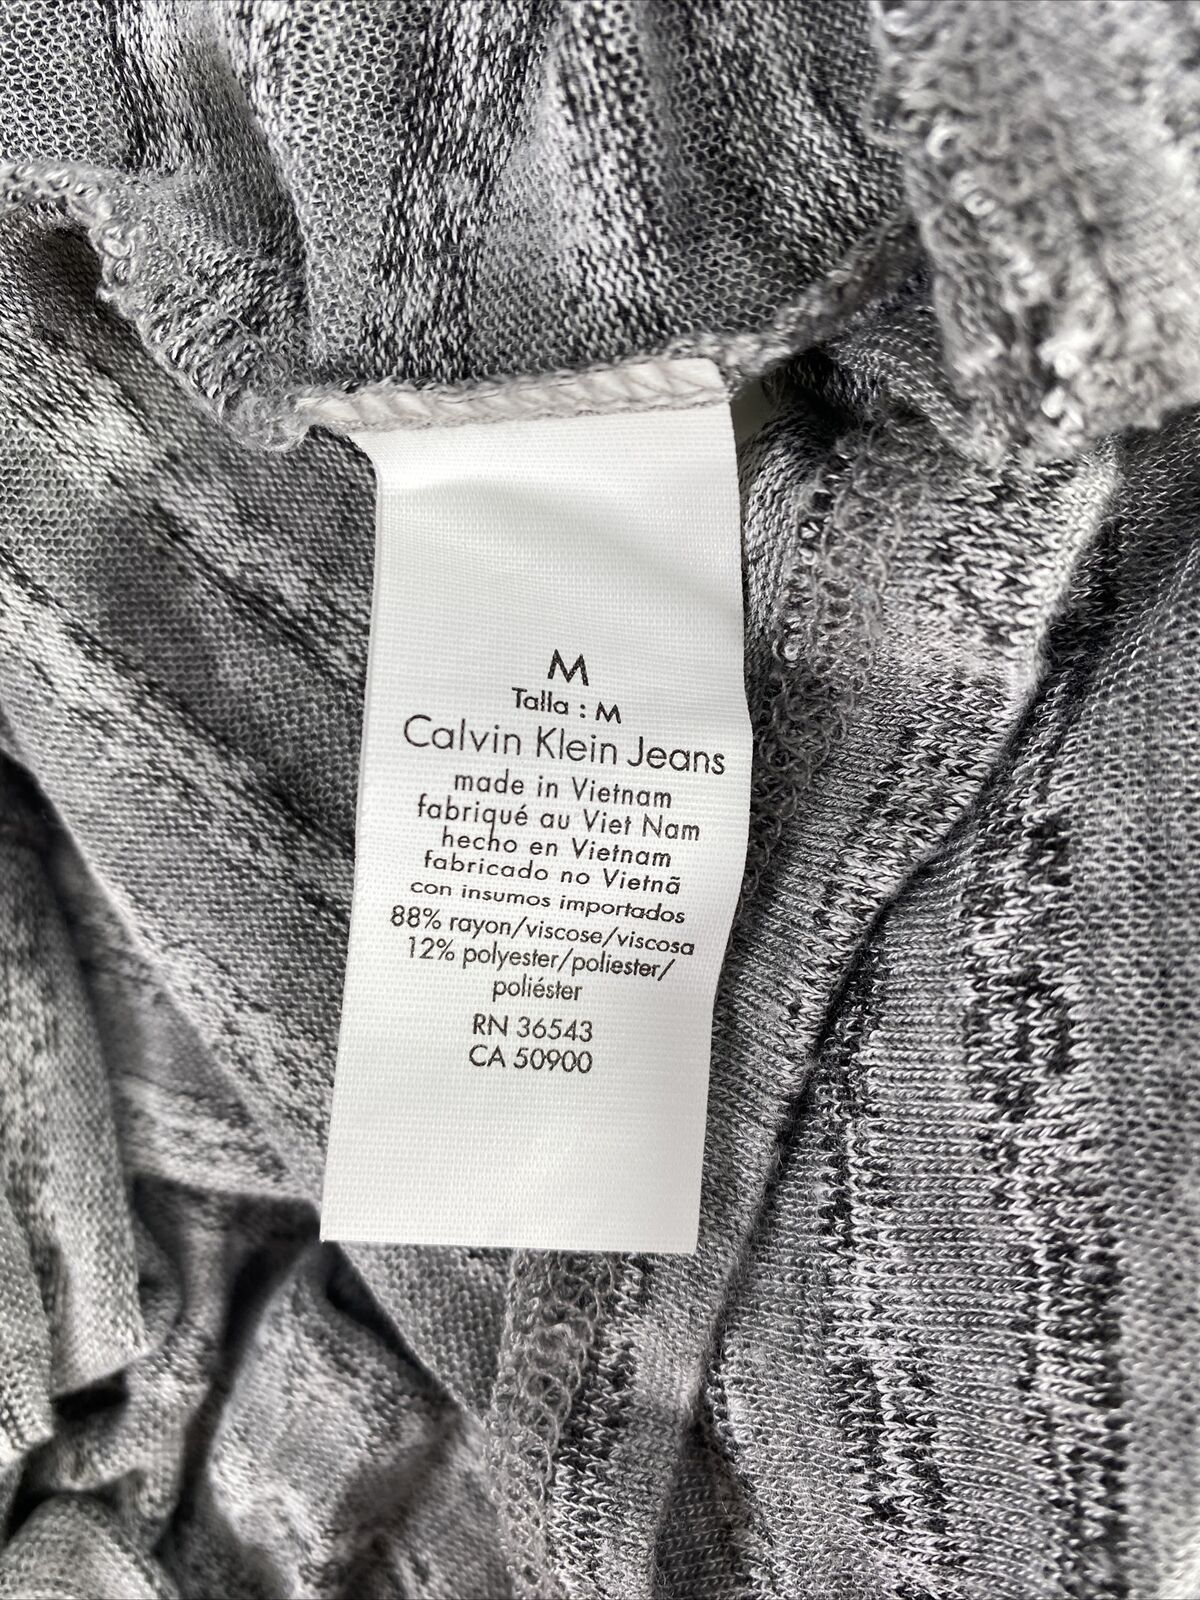 M
Talla : M
Calvin Klein Jeans
made in Vietnam
fabriqué au Viet Nam
hecho en Vietnam
fabricado no Vietnã
con insumos importados
88% rayon/viscose/viscosa
12% polyester/poliester/
poliéster
RN 36543
CA 50900